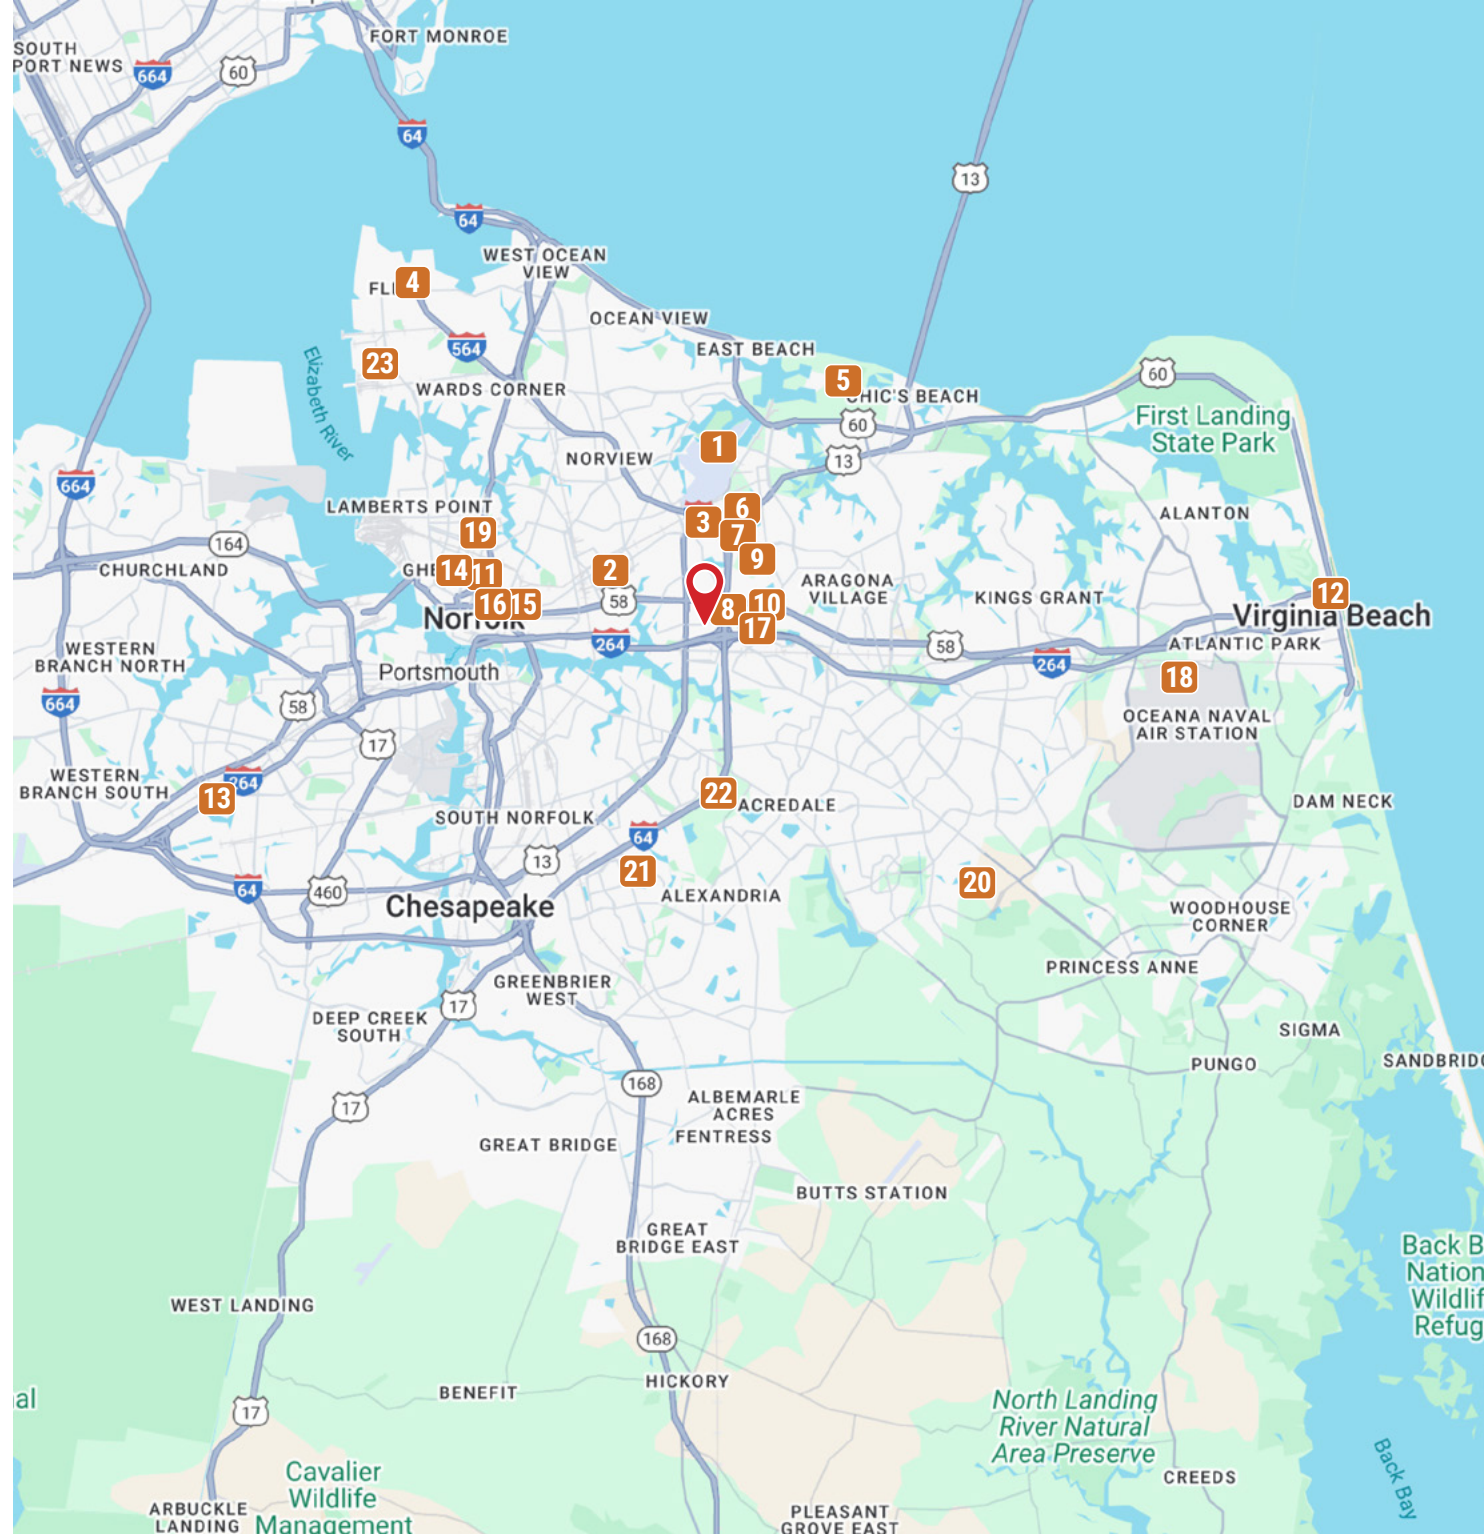 FORT MONROE
SOUTH
PORT NEWS
664
60
64
13
64
WEST OCEAN
VIEW
4
OCEAN VIEW
564
EAST BEACH
23
Elizabeth River
WARDS CORNER
5
CHIC'S BEACH
60
60
First Landing
State Park
1
NORVIEW
13
664
LAMBERTS POINT
6
3
7
ALANTON
19
164
CHURCHLAND
14
11
2
9
ARAGONA
VILLAGE
KINGS GRANT
12
16
15
58
8
10
Norfolk
Virginia Beach
17
264
58
ATLANTIC PARK
WESTERN
BRANCH NORTH
Portsmouth
264
18
664
58
OCEANA NAVAL
AIR STATION
17
WESTERN
BRANCH SOUTH
264
13
22
ACREDALE
DAM NECK
SOUTH NORFOLK
64
13
21
20
64
460
ALEXANDRIA
Chesapeake
WOODHOUSE
CORNER
PRINCESS ANNE
GREENBRIER
WEST
17
DEEP CREEK
SOUTH
SIGMA
PUNGO
SANDBRIDG
168
17
ALBEMARLE
ACRES
FENTRESS
GREAT BRIDGE
BUTTS STATION
GREAT
BRIDGE EAST
Back B
Nation
Wildlif
Refug
WEST LANDING
168
HICKORY
BENEFIT
al
17
North Landing
River Natural
Area Preserve
Back Bay
CREEDS
Cavalier
Wildlife
Management
ARBUCKLE
LANDING
PLEASANT
GROVE EAST